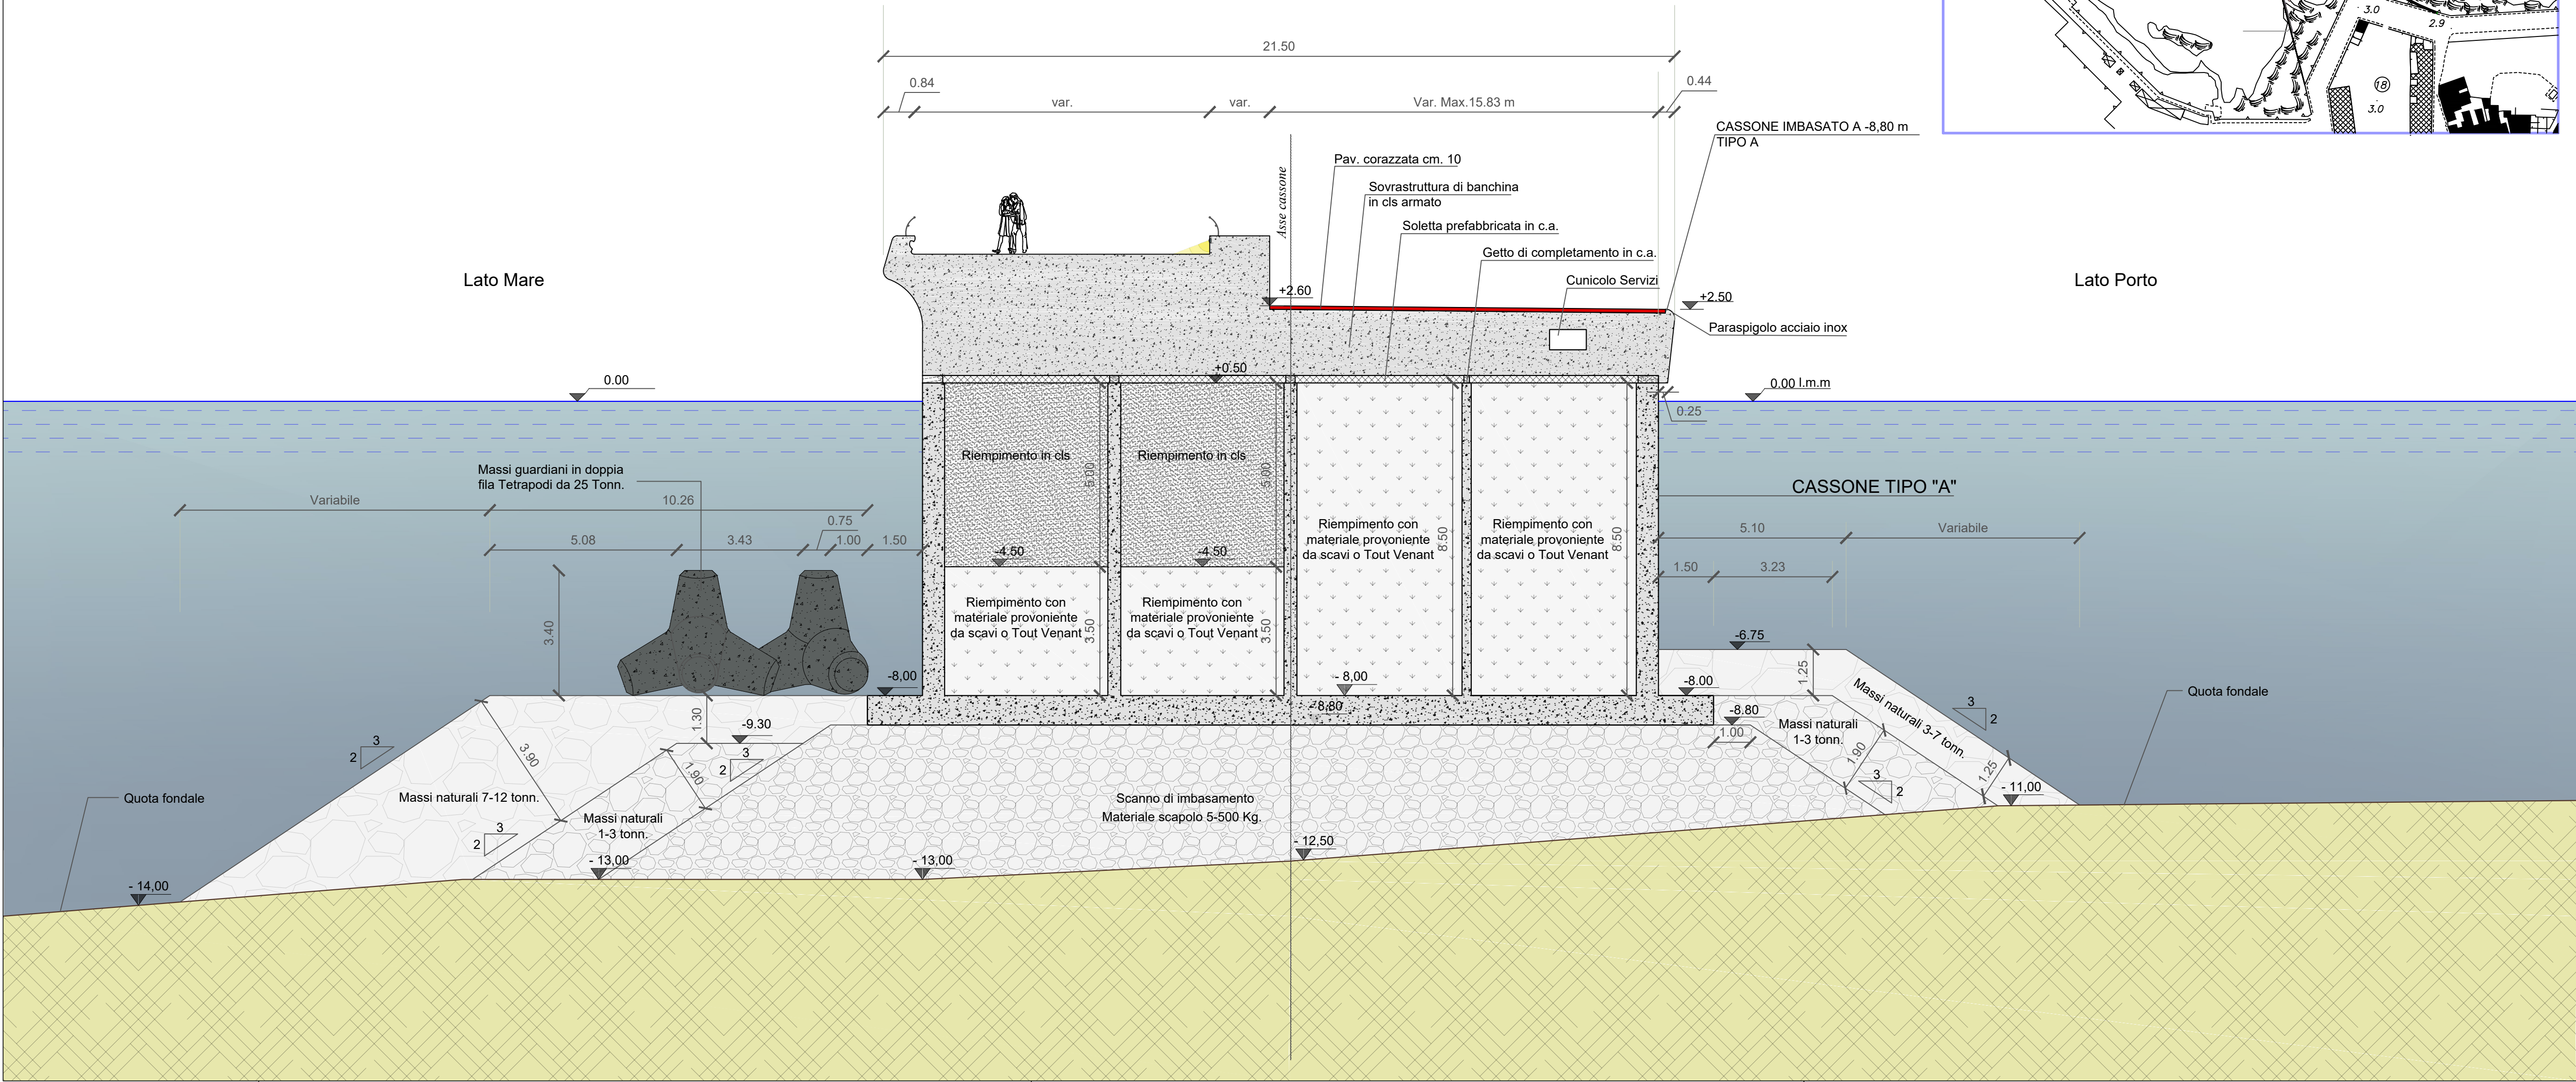 3.0
2.9
18
3.0
21.50
0.84
0.44
var.
var.
Var. Max.15.83 m
CASSONE IMBASATO A -8,80 m
TIPO A
Asse cassone
Pav. corazzata cm. 10
Sovrastruttura di banchina
in cls armato
Soletta prefabbricata in c.a.
Getto di completamento in c.a.
Cunicolo Servizi
Lato Mare
Lato Porto
+2.60
+2.50
Paraspigolo acciaio inox
0.00
+0.50
0.00 l.m.m
0.25
Massi guardiani in doppia
fila Tetrapodi da 25 Tonn.
Variabile
10.26
0.75
5.08
3.43
1.00
1.50
3.40
Riempimento in cls
5.00
Riempimento in cls
5.00
-4.50
-4.50
Riempimento con
materiale provoniente
da scavi o Tout Venant
3.50
Riempimento con
materiale provoniente
da scavi o Tout Venant
3.50
Riempimento con
materiale provoniente
da scavi o Tout Venant
8.50
Riempimento con
materiale provoniente
da scavi o Tout Venant
8.50
CASSONE TIPO "A"
5.10
Variabile
1.50
3.23
-6.75
1.25
-8,00
- 8,00
-8.00
-8.80
-8.80
1.00
Massi naturali
1-3 tonn.
Massi naturali 3-7 tonn.
1.90
1.25
3
2
3
2
Quota fondale
- 11,00
1.30
-9.30
3
2
3.90
1.90
3
2
Massi naturali 7-12 tonn.
Massi naturali
1-3 tonn.
3
2
Quota fondale
Scanno di imbasamento
Materiale scapolo 5-500 Kg.
- 12,50
- 13,00
- 13,00
- 14,00